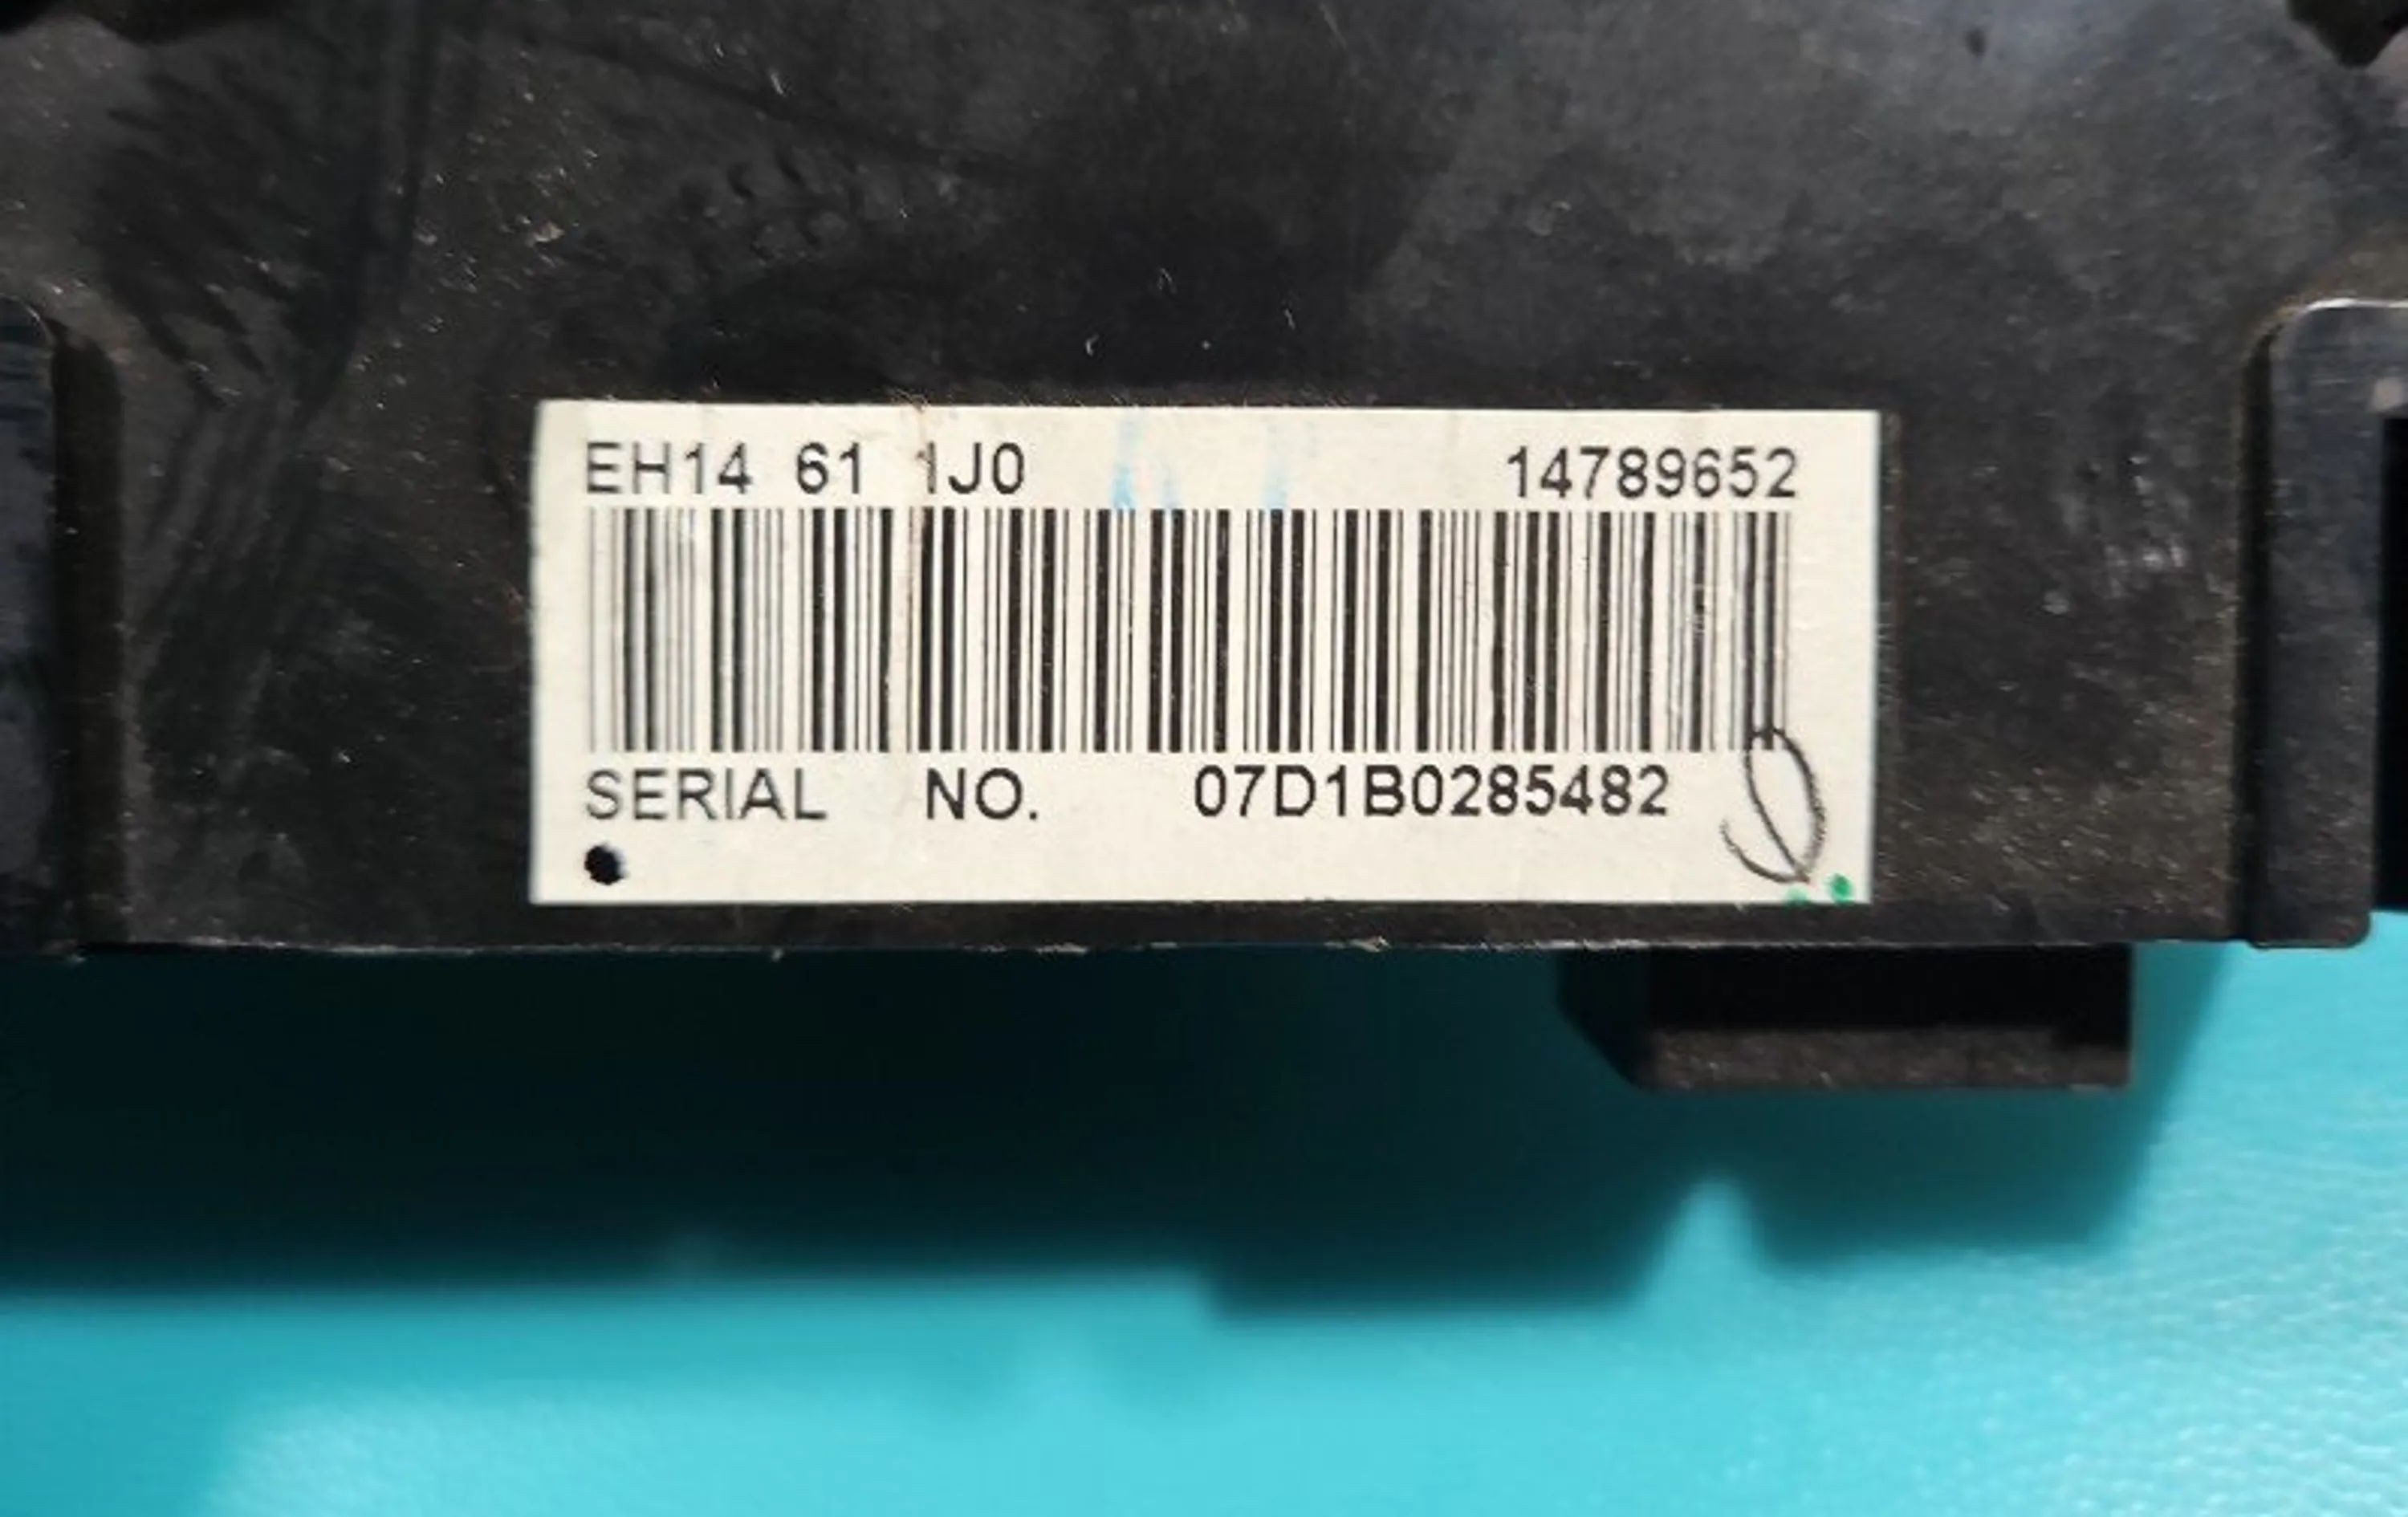 EH14 61 1J0 14789652
SERIAL NO. 07D1B0285482